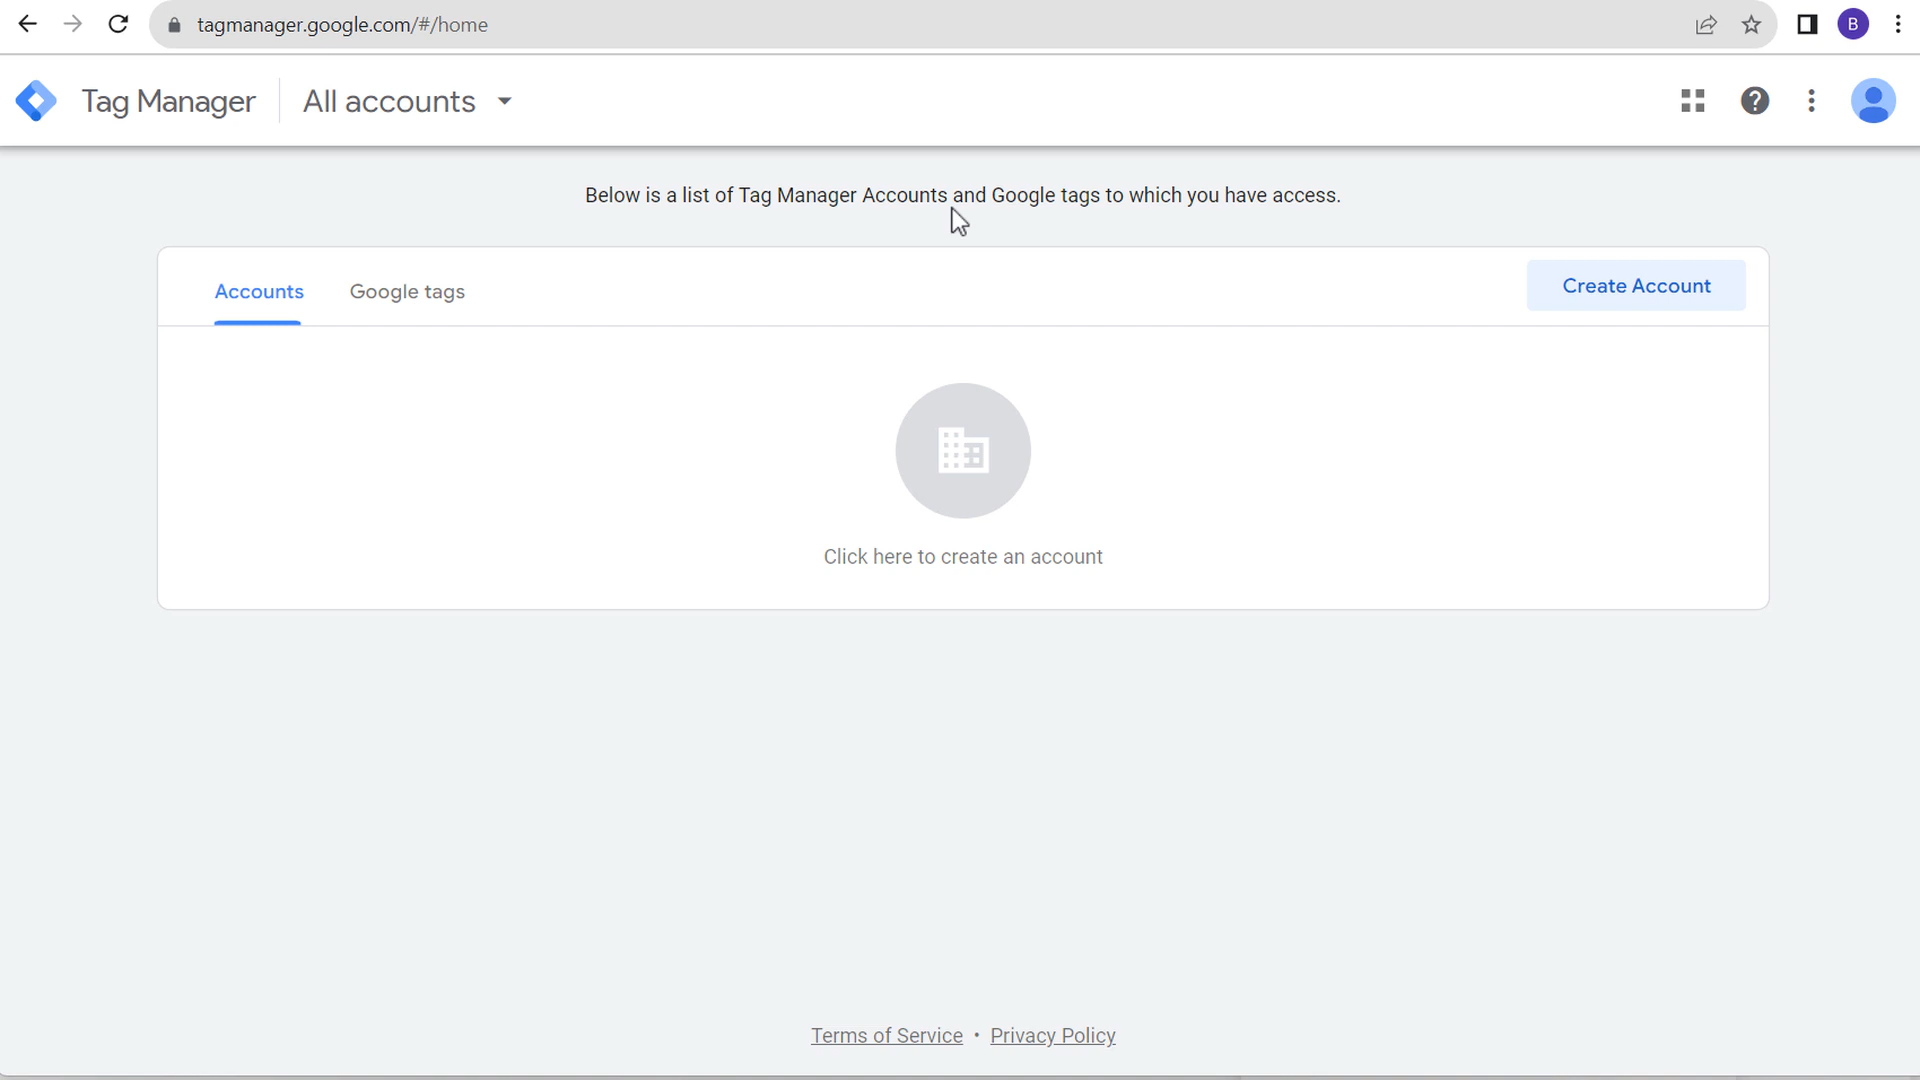 tagmanager.google.com/#/home
B
Tag Manager
All accounts
Below is a list of Tag Manager Accounts and Google tags to which you have access.
Accounts
Google tags
Create Account
Click here to create an account
Terms of Service • Privacy Policy